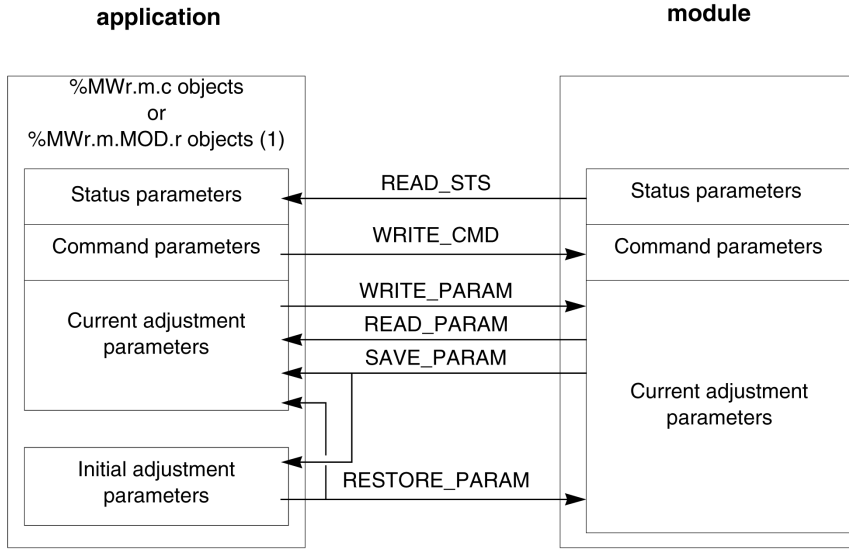 application
module
%MWr.m.c objects
or
%MWr.m.MOD.r objects (1)
Status parameters
READ_STS
Status parameters
Command parameters
WRITE_CMD
Command parameters
WRITE_PARAM
Current adjustment
parameters
READ_PARAM
SAVE_PARAM
Current adjustment
parameters
Initial adjustment
parameters
RESTORE_PARAM